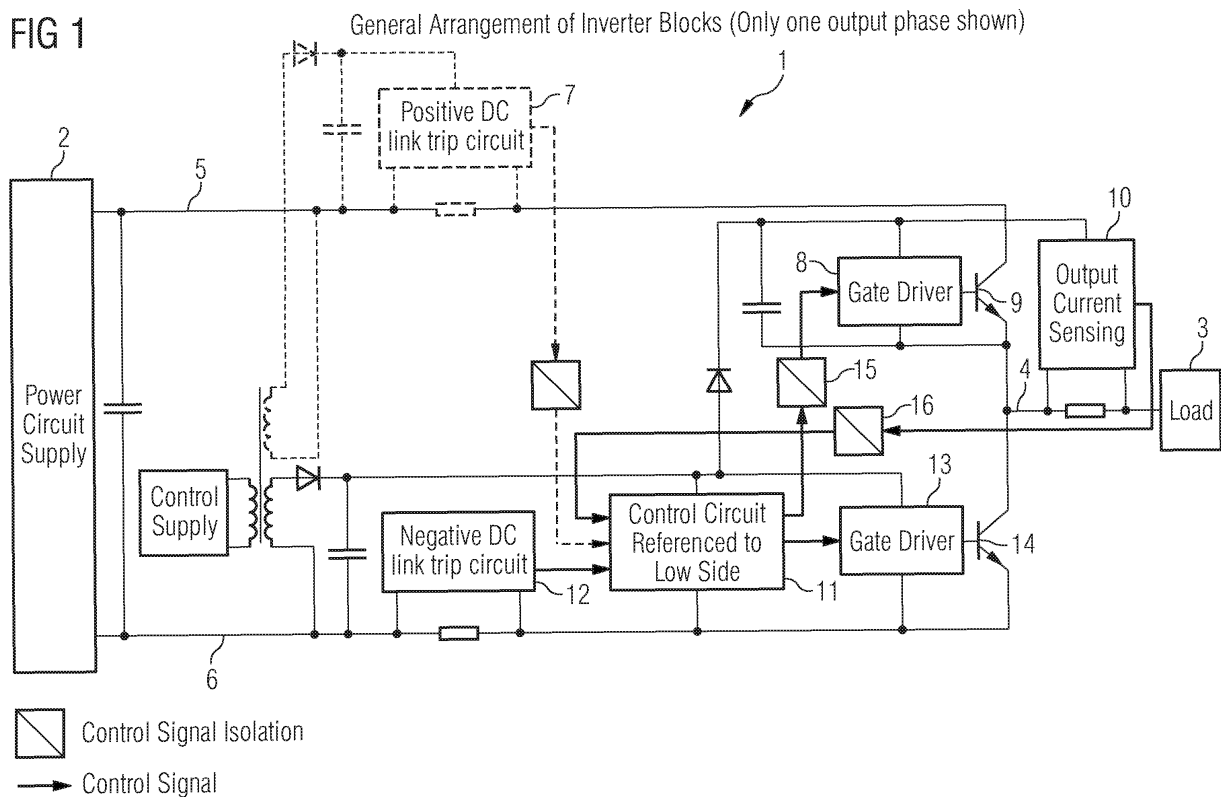 FIG 1
General Arrangement of Inverter Blocks (Only one output phase shown)
1
7
Positive DC
link trip circuit
2
5
10
8
Gate Driver
9
Output
Current
Sensing
3
15
4
Load
16
Power
Circuit
Supply
Control
Supply
13
Negative DC
link trip circuit
12
Control Circuit
Referenced to
Low Side
11
Gate Driver
14
6
Control Signal Isolation
Control Signal